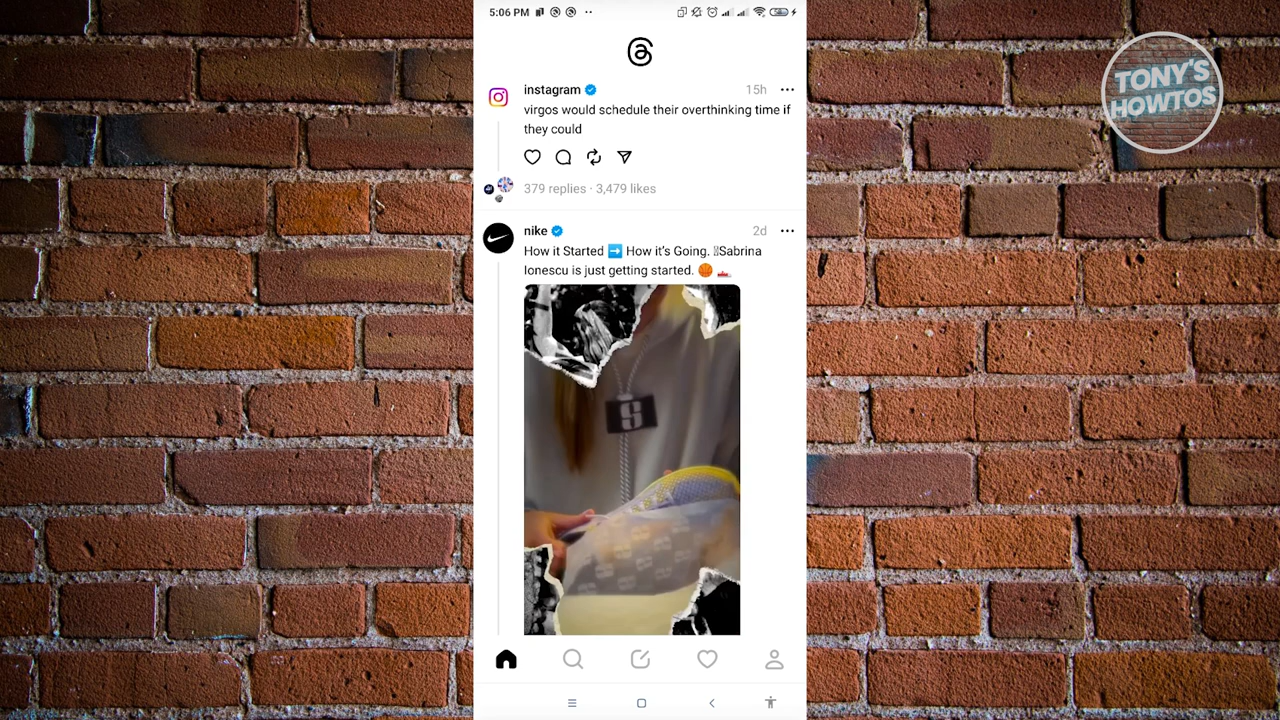 5:06 PM
TONY'S
HOWTOS
instagram 15h
virgos would schedule their overthinking time if
they could
379 replies · 3,479 likes
nike 2d
How it Started ➡️ How it's Going. Sabrina
Ionescu is just getting started. 🏀 👟
S